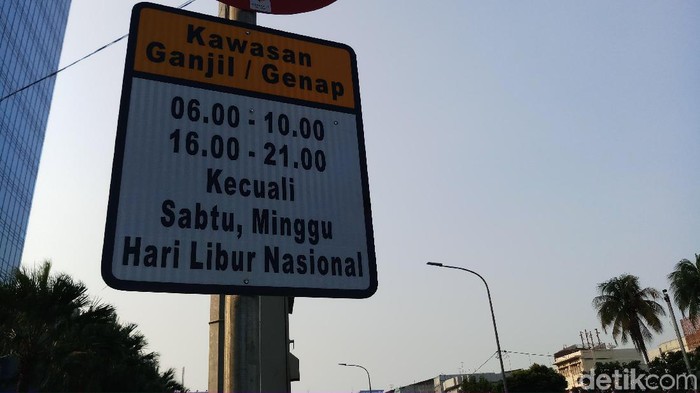 Kawasan
Ganjil / Genap
06.00 - 10.00
16.00 - 21.00
Kecuali
Sabtu, Minggu
Hari Libur Nasional
detikcom